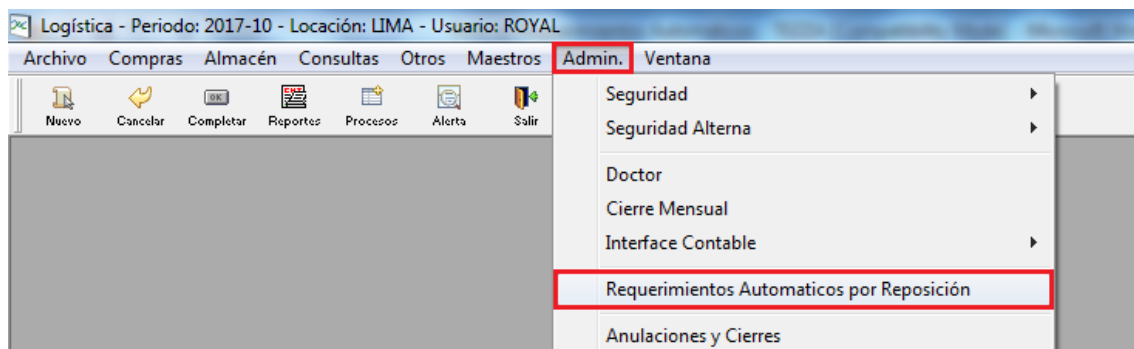 Logística - Periodo: 2017-10 - Locación: LIMA - Usuario: ROYAL
Archivo Compras Almacén Consultas Otros Maestros Admin. Ventana
Nuevo Cancelar Completar Reportes Procesos Alerta Salir
OK
Seguridad
Seguridad Alterna
Doctor
Cierre Mensual
Interface Contable
Requerimientos Automaticos por Reposición
Anulaciones y Cierres